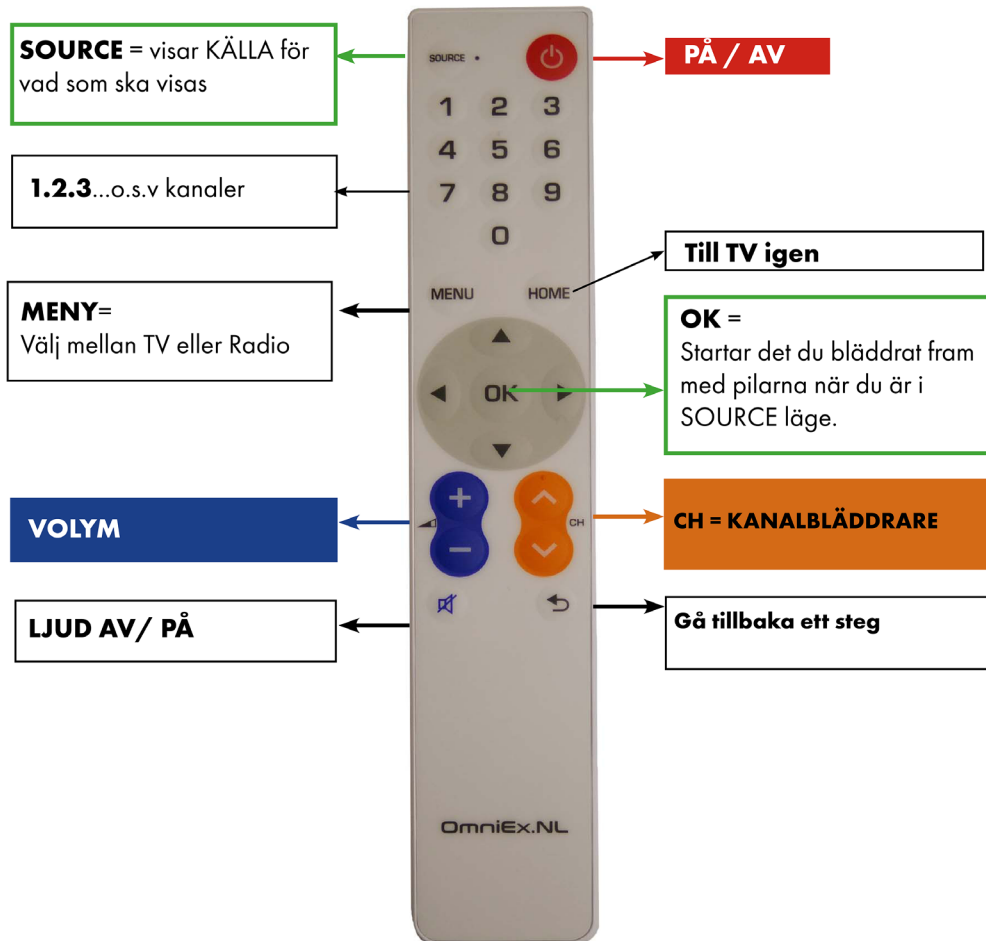 SOURCE = visar KÄLLA för
vad som ska visas
SOURCE
PÅ / AV
1 2 3
4 5 6
1.2.3...o.s.v kanaler
7 8 9
0
Till TV igen
MENU HOME
MENY=
Välj mellan TV eller Radio
OK
OK =
Startar det du bläddrat fram
med pilarna när du är i
SOURCE läge.
VOLYM
+
−
CH
CH = KANALBLÄDDRARE
LJUD AV/ PÅ
Gå tillbaka ett steg
OmniEx.NL